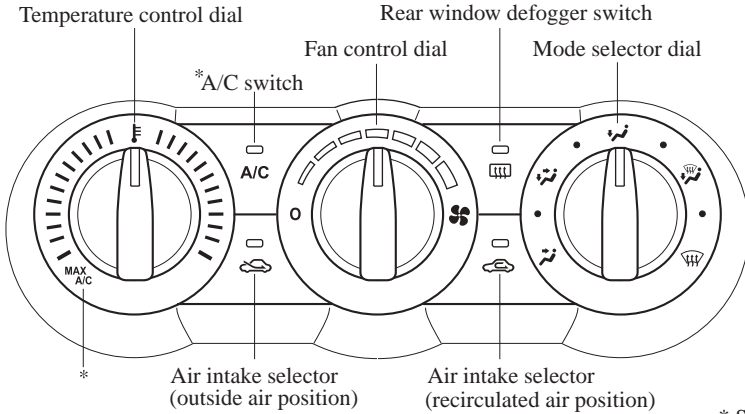 Temperature control dial
Rear window defogger switch
Fan control dial
Mode selector dial
*A/C switch
A/C
0
MAX
A/C
*
Air intake selector
(outside air position)
Air intake selector
(recirculated air position)
*